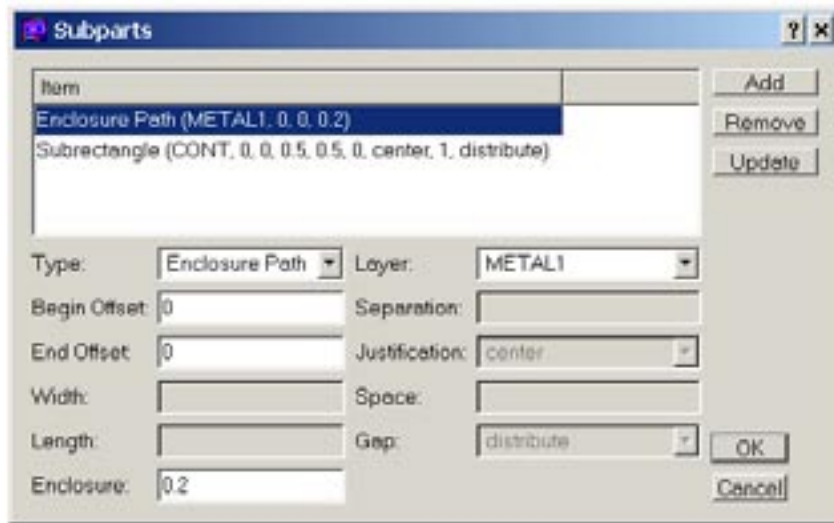 Subparts
Item
Add
Enclosure Path (METAL1, 0, 0, 0.2)
Remove
Subrectangle (CONT, 0, 0, 0.5, 0.5, 0, center, 1, distribute)
Update
Type: Enclosure Path Layer: METAL1
Begin Offset: 0 Separation:
End Offset: 0 Justification: center
Width: Space:
Length: Gap: distribute
OK
Enclosure: 0.2
Cancel